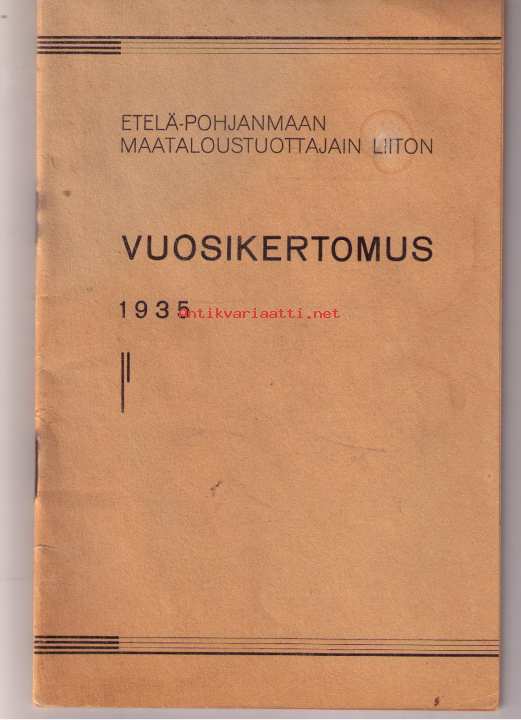 ETELÄ-POHJANMAAN
MAATALOUSTUOTTAJAIN LIITON
VUOSIKERTOMUS
1935
antikvariaatti.net